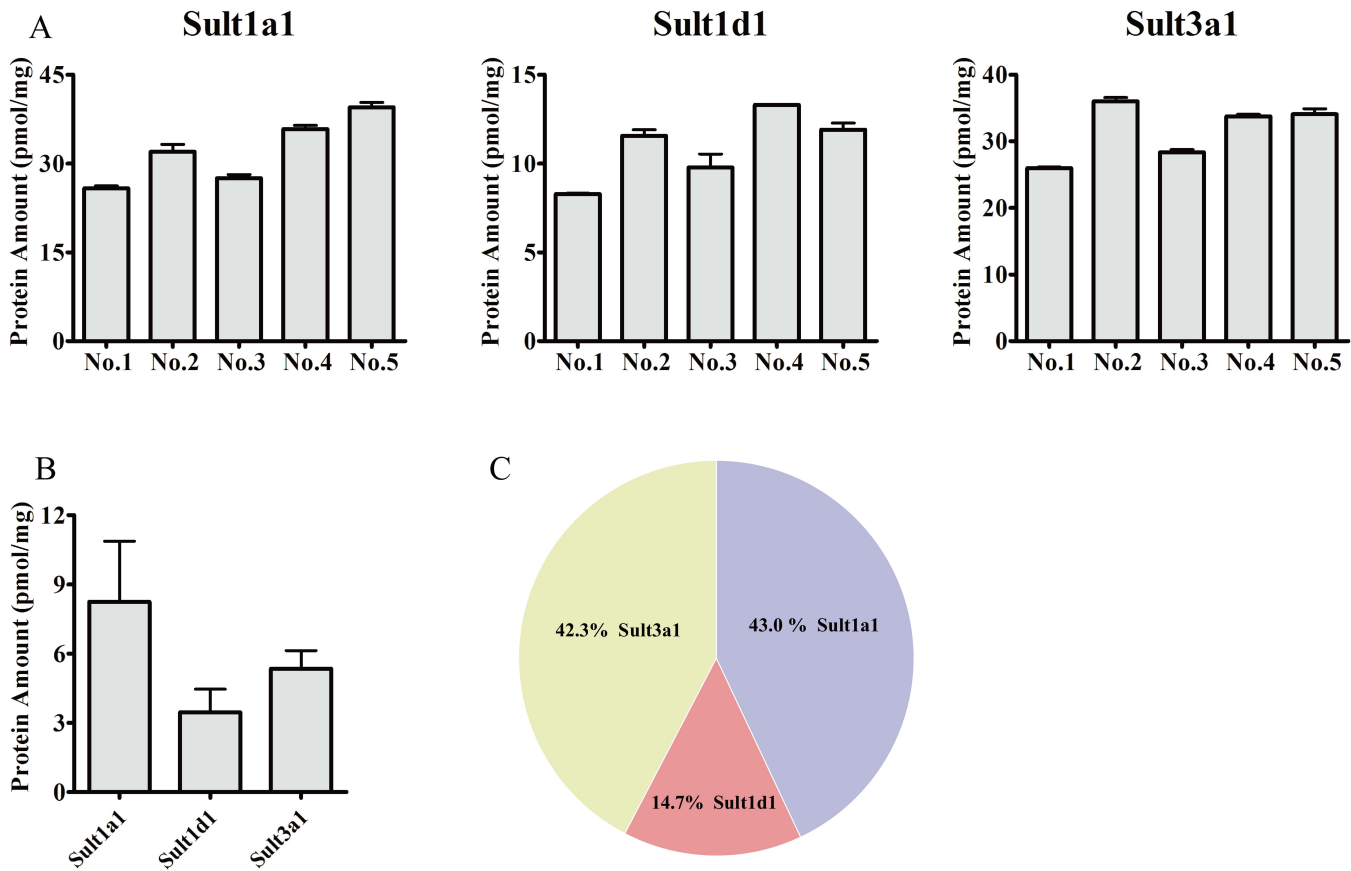 A
Sult1a1
Protein Amount (pmol/mg)
45
30
15
0
No.1 No.2 No.3 No.4 No.5
Sult1d1
Protein Amount (pmol/mg)
15
10
5
0
No.1 No.2 No.3 No.4 No.5
Sult3a1
Protein Amount (pmol/mg)
40
30
20
10
0
No.1 No.2 No.3 No.4 No.5
B
Protein Amount (pmol/mg)
12
9
6
3
0
Sult1a1
Sult1d1
Sult3a1
C
42.3% Sult3a1
43.0 % Sult1a1
14.7% Sult1d1